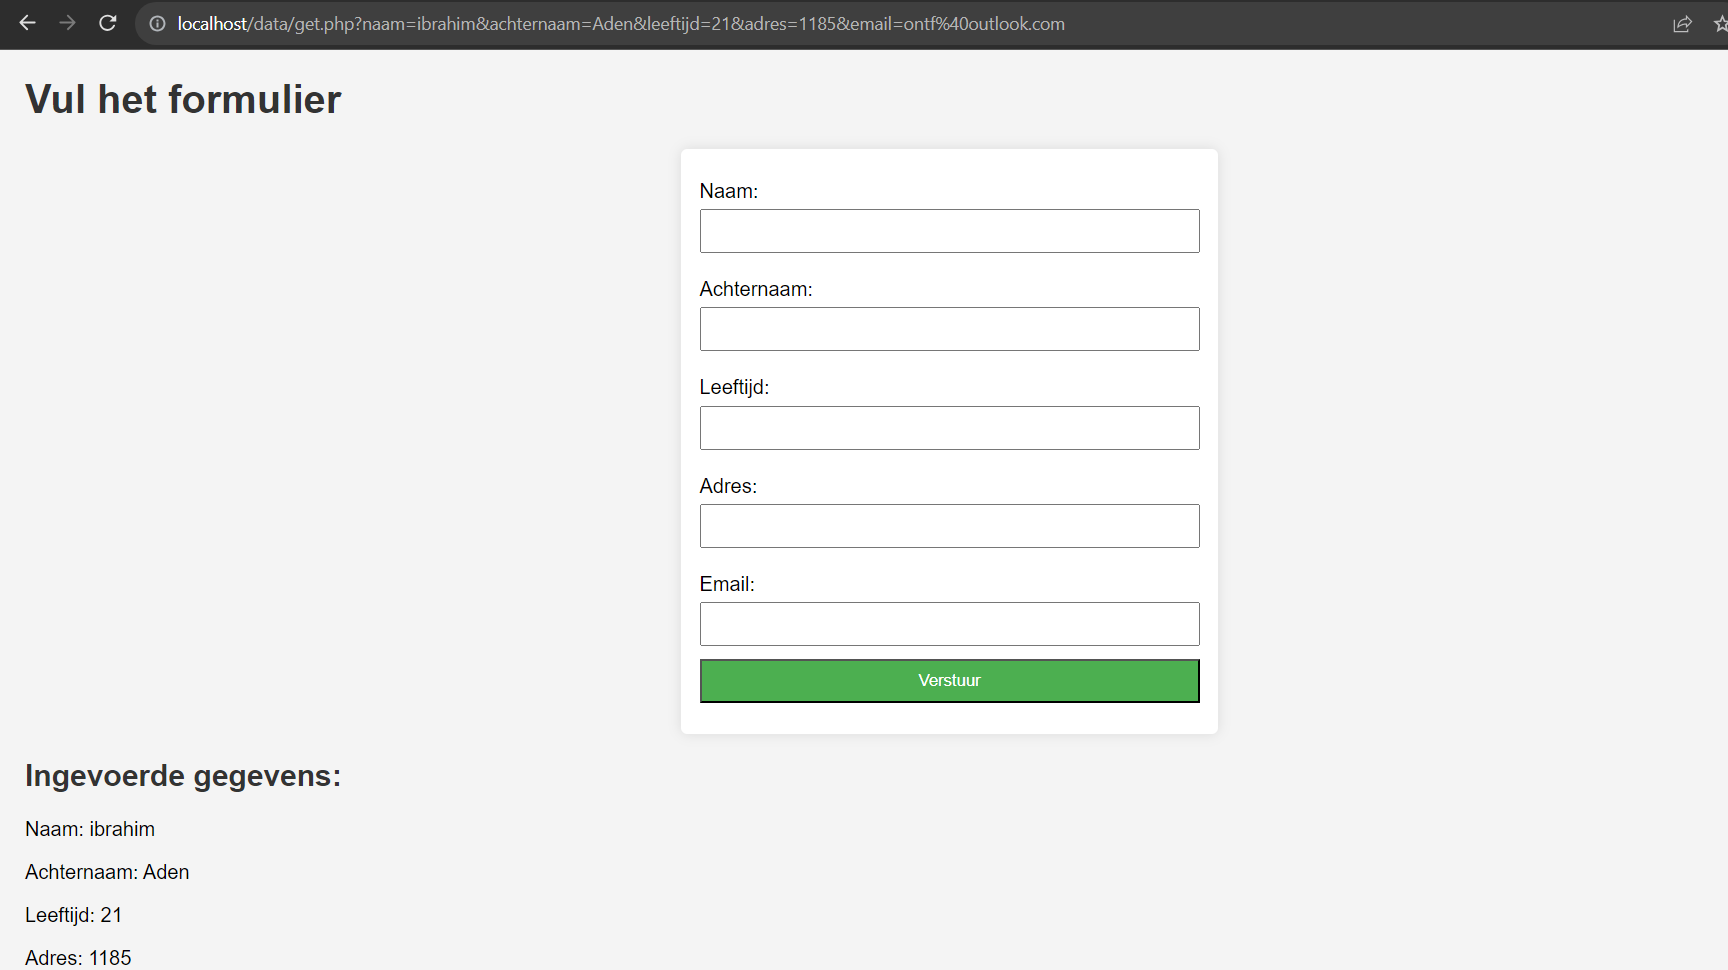 localhost/data/get.php?naam=ibrahim&achternaam=Aden&leeftijd=21&adres=1185&email=ontf%40outlook.com
Vul het formulier
Naam:
Achternaam:
Leeftijd:
Adres:
Email:
Verstuur
Ingevoerde gegevens:
Naam: ibrahim
Achternaam: Aden
Leeftijd: 21
Adres: 1185